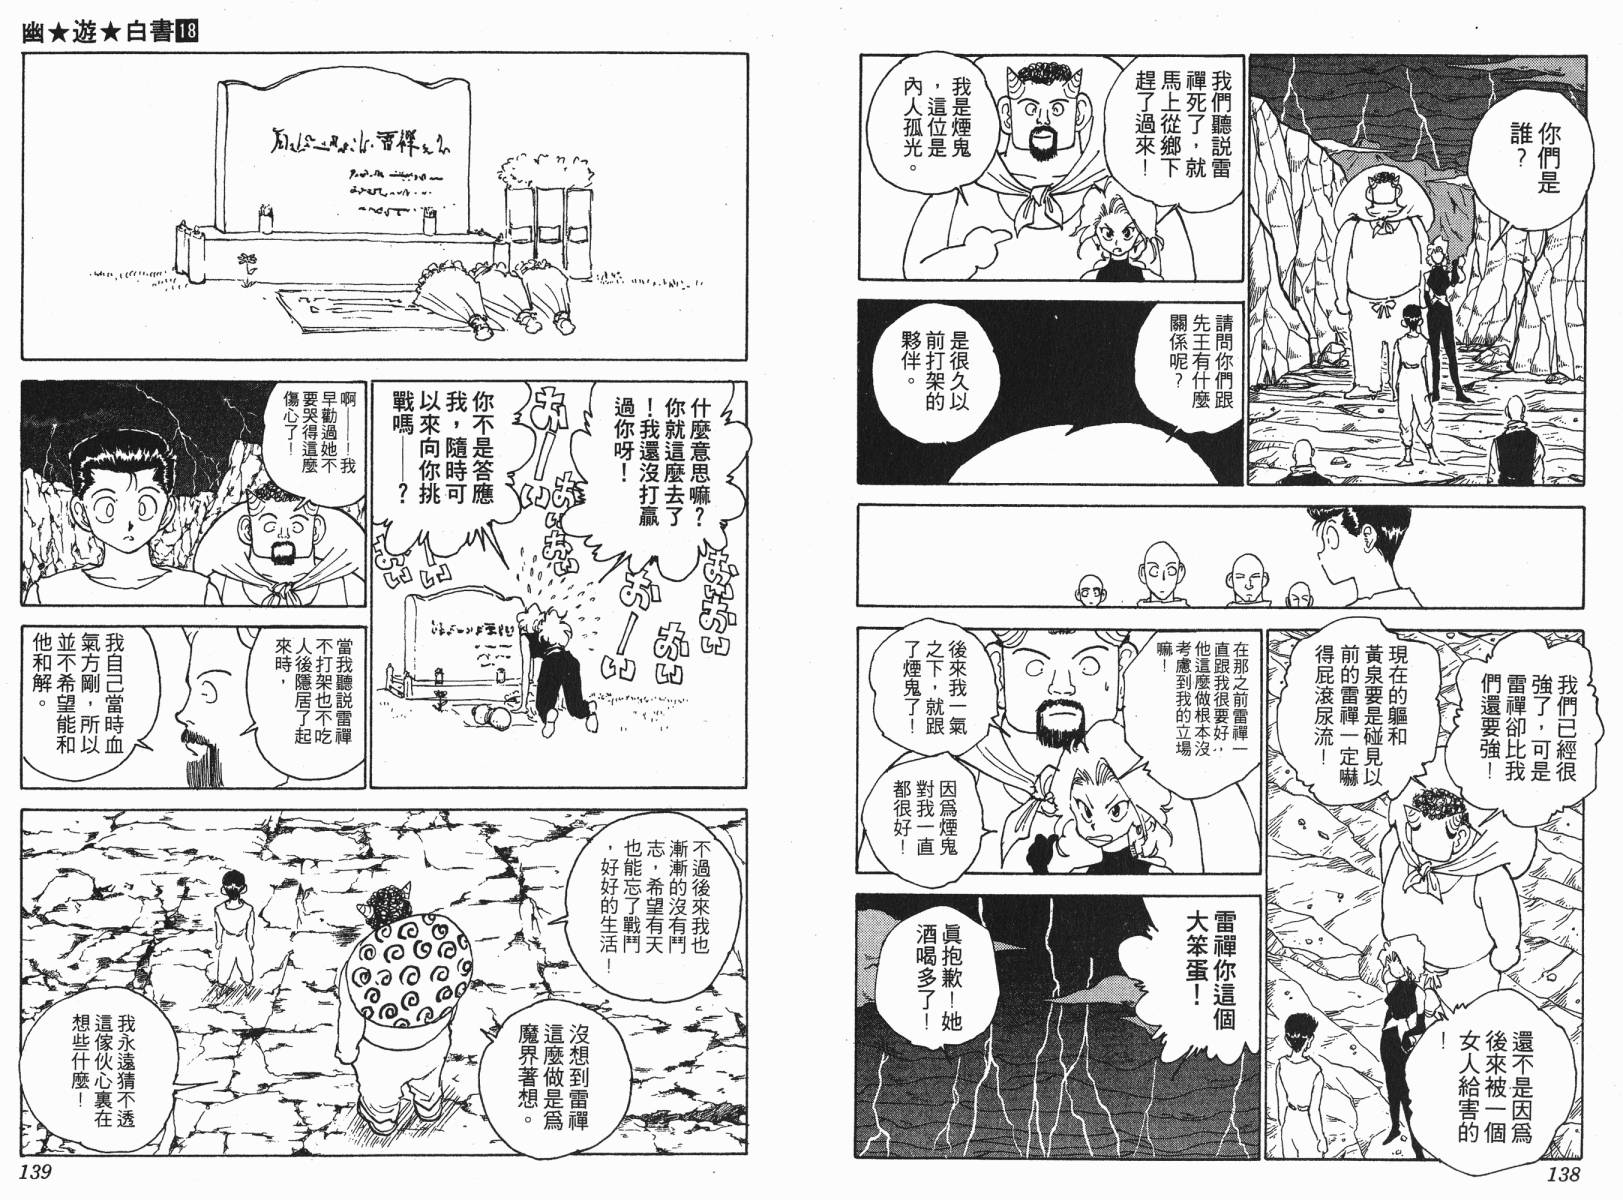 你們是
誰?
我們聽説雷
禪死了,就
馬上從鄉下
趕了過來!
我是煙鬼
,這位是
內人孤光。
請問你們跟
先王有什麼
關係呢?
是很久以
前打架的
夥伴。
我們已經很
強了,可是
雷禪卻比我
們還要強!
現在的軀和
黃泉要是碰見以
前的雷禪一定嚇
得屁滾尿流!
還不是因爲
後來被一個
女人給害的
!
在那之前雷禪一
直跟我很要好,
他這麼做根本沒
考慮到我的立場
嘛!
後來我一氣
之下,就跟
了煙鬼了!
因爲煙鬼
對我一直
都很好!
雷禪你這個
大笨蛋!
眞抱歉!她
酒喝多了!
138
幽★遊★白書18
雷禪
什麼意思嘛?
你就這麼去了
!我還沒打贏
過你呀!
你不是答應
我,隨時可
以來向你挑
戰嗎——?
おーい
おぃおぃ
おいおい
おーい
おい
おーい
おい
啊——!我
早勸過她不
要哭得這麼
傷心了!
當我聽説雷禪
不打架也不吃
人後隱居了起
來時,
我自己當時血
氣方剛,所以
並不希望能和
他和解。
不過後來我也
漸漸的沒有鬥
志,希望有天
也能忘了戰鬥
,好好的生活
!
沒想到雷禪
這麼做是爲
魔界著想。
我永遠猜不透
這傢伙心裏在
想些什麼!
139